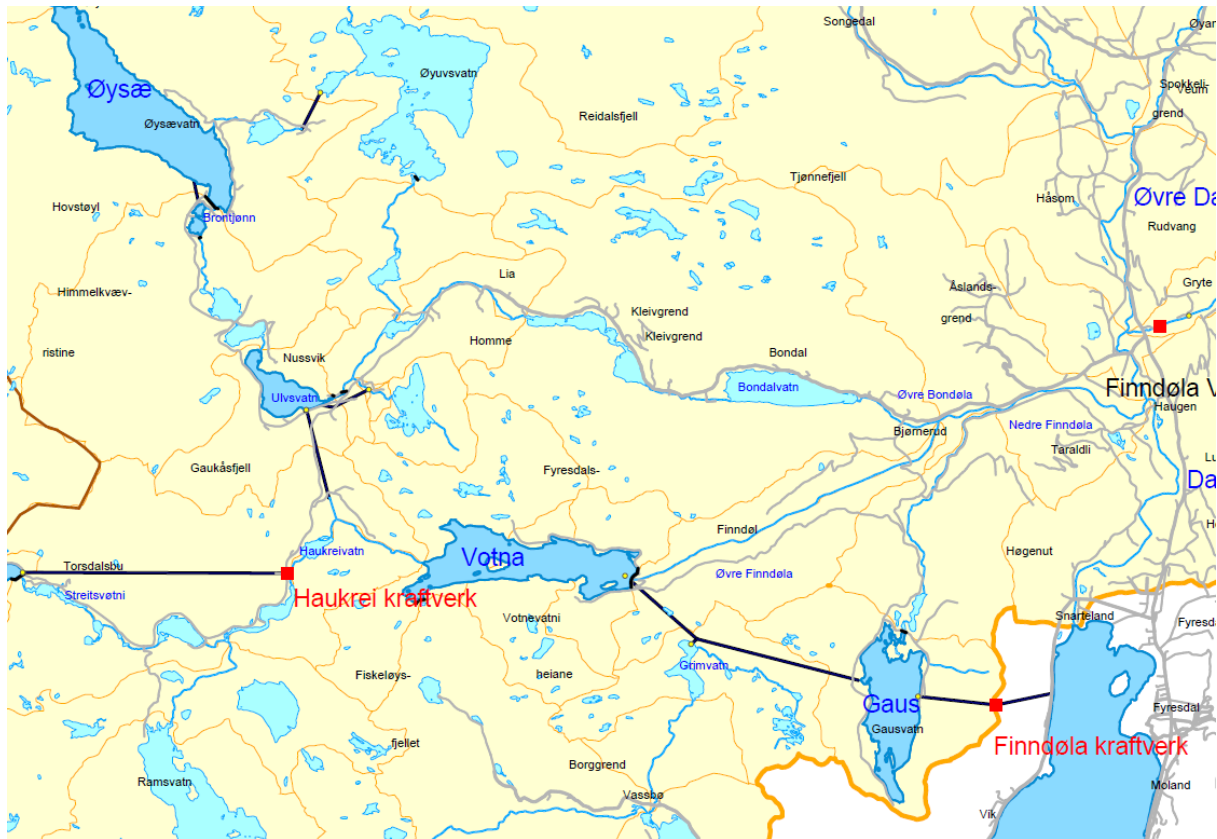 Songedal
Øyan
Øyuvsvatn
Spokkeli-
Veum
grend
Øysæ
Øysævatn
Reidalsfjell
Tjønnefjell
Håsom
Øvre Da
Hovstøyl
Brontjønn
Rudvang
Lia
Gryte
Himmelkvæv-
Åslands-
Kleivgrend
grend
Kleivgrend
Homme
ristine
Nussvik
Bondal
Bondalvatn
Finndøla V
Ulvsvatn
Øvre Bondøla
Haugen
Nedre Finndøla
Bjørnerud
Taraldli
Gaukåsfjell
Fyresdals-
Lu
Da
Finndøl
Haukreivatn
Votna
Høgenut
Torsdalsbu
Øvre Finndøla
Streitsvøtni
Haukrei kraftverk
Votnevatni
Snarteland
Fyresda
Grimvatn
Fiskeløys-
heiane
Gaus
Fyresdal
Gausvatn
fjellet
Finndøla kraftverk
Borggrend
Ramsvatn
Moland
Vassbø
Vik